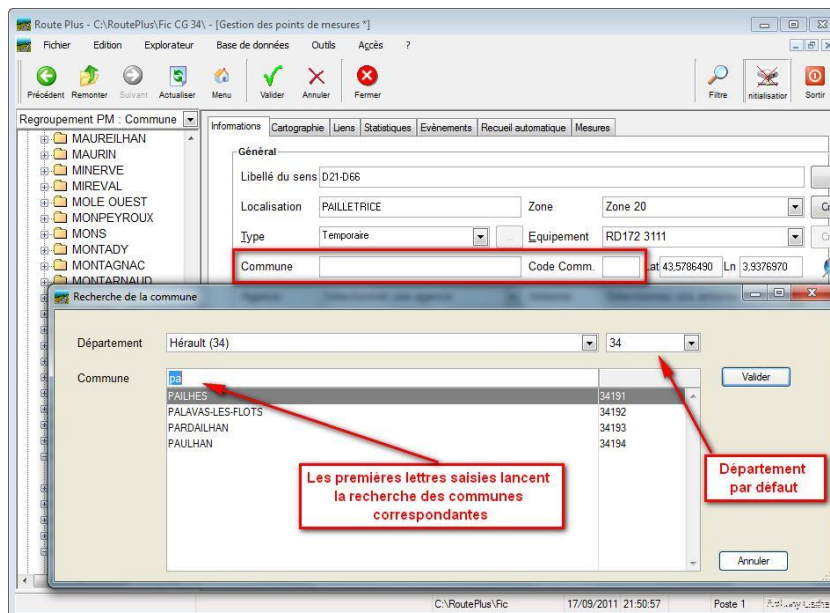 Route Plus - C:\RoutePlus\Fic CG 34\ - [Gestion des points de mesures *]
Fichier Edition Explorateur Base de données Outils Accès ?
Précédent Remonter Suivant Actualiser Menu Valider Annuler Fermer Filtre nitialisation Sortir
Regroupement PM : Commune
Informations Cartographie Liens Statistiques Evènements Recueil automatique Mesures
MAUREILHAN
MAURIN
MINERVE
MIREVAL
MOLE OUEST
MONPEYROUX
MONS
MONTADY
MONTAGNAC
MONTARNAUD
Général
Libellé du sens D21-D66
Localisation PAILLETRICE Zone Zone 20
Type Temporaire ... Equipement RD172 3111
Commune Code Comm. Lat 43,5786490 Ln 3,9376970
Recherche de la commune
Département Hérault (34) 34
Commune pa Valider
PAILHES 34191
PALAVAS-LES-FLOTS 34192
PARDAILHAN 34193
PAULHAN 34194
Les premières lettres saisies lancent
la recherche des communes
correspondantes
Département
par défaut
Annuler
C:\RoutePlus\Fic 17/09/2011 21:50:57 Poste 1